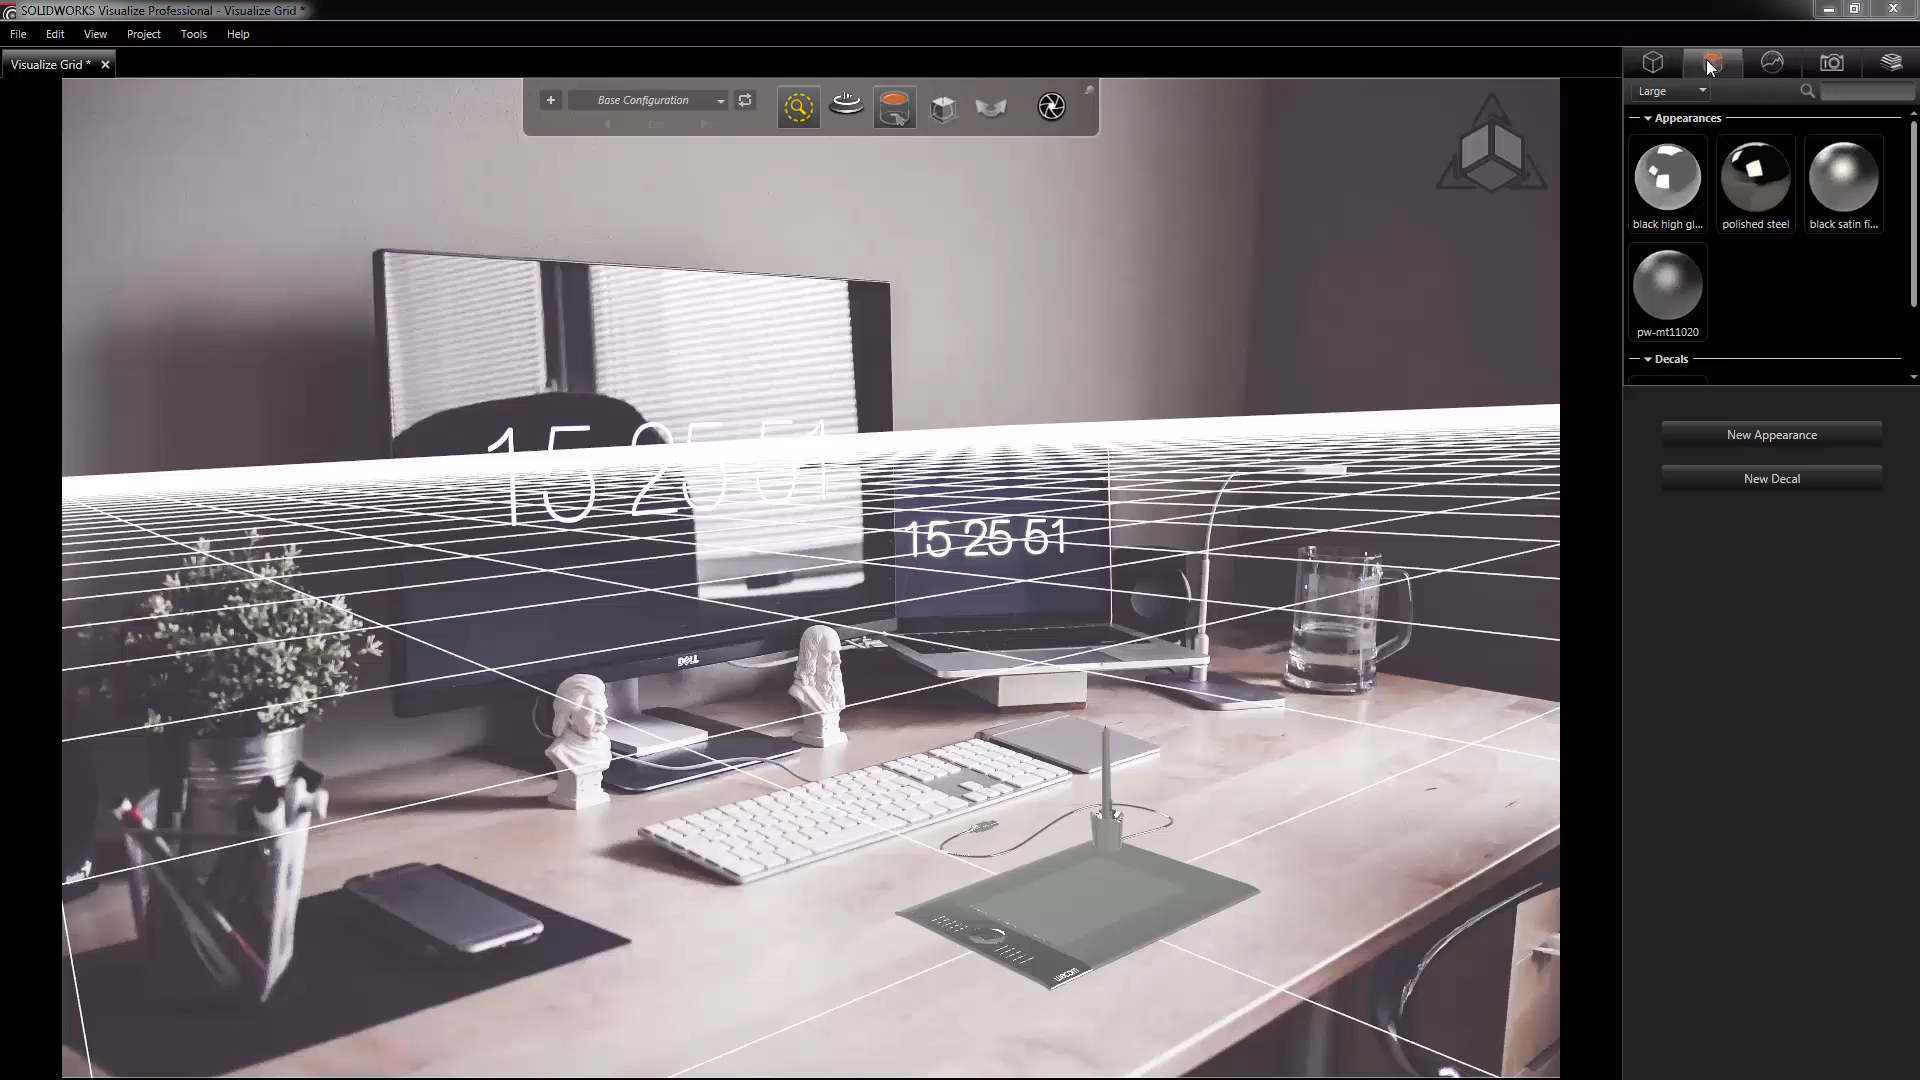 SOLIDWORKS Visualize Professional - Visualize Grid *
File Edit View Project Tools Help
Visualize Grid *
Base Configuration
Large
Appearances
black high gl...
polished steel
black satin fi...
pw-mt11020
Decals
New Appearance
New Decal
15 25 51
15 25 51
DELL
wacom